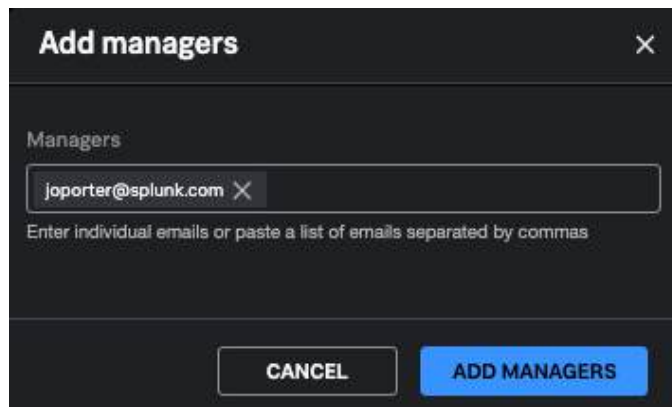 Add managers
Managers
joporter@splunk.com
Enter individual emails or paste a list of emails separated by commas
CANCEL
ADD MANAGERS